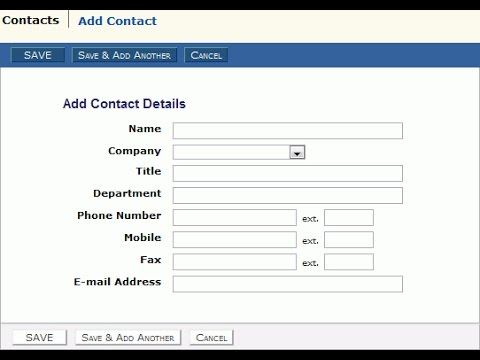 Contacts Add Contact
SAVE SAVE & ADD ANOTHER CANCEL
Add Contact Details
Name
Company
Title
Department
Phone Number ext.
Mobile ext.
Fax ext.
E-mail Address
SAVE SAVE & ADD ANOTHER CANCEL